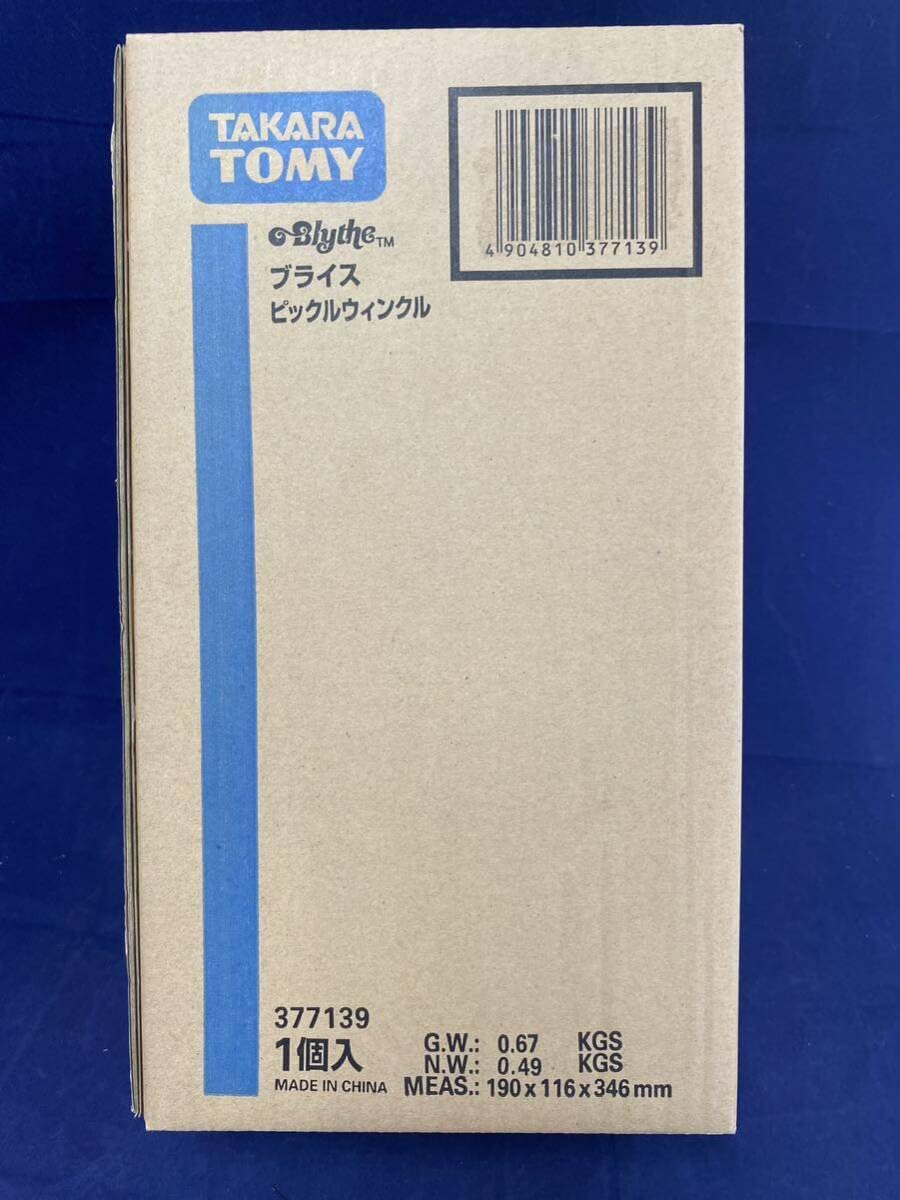 TAKARA
TOMY
4 904810 377139
Blythe™
ブライス
ピックルウィンクル
377139
1個入
MADE IN CHINA
G.W.: 0.67 KGS
N.W.: 0.49 KGS
MEAS.: 190 x 116 x 346 mm